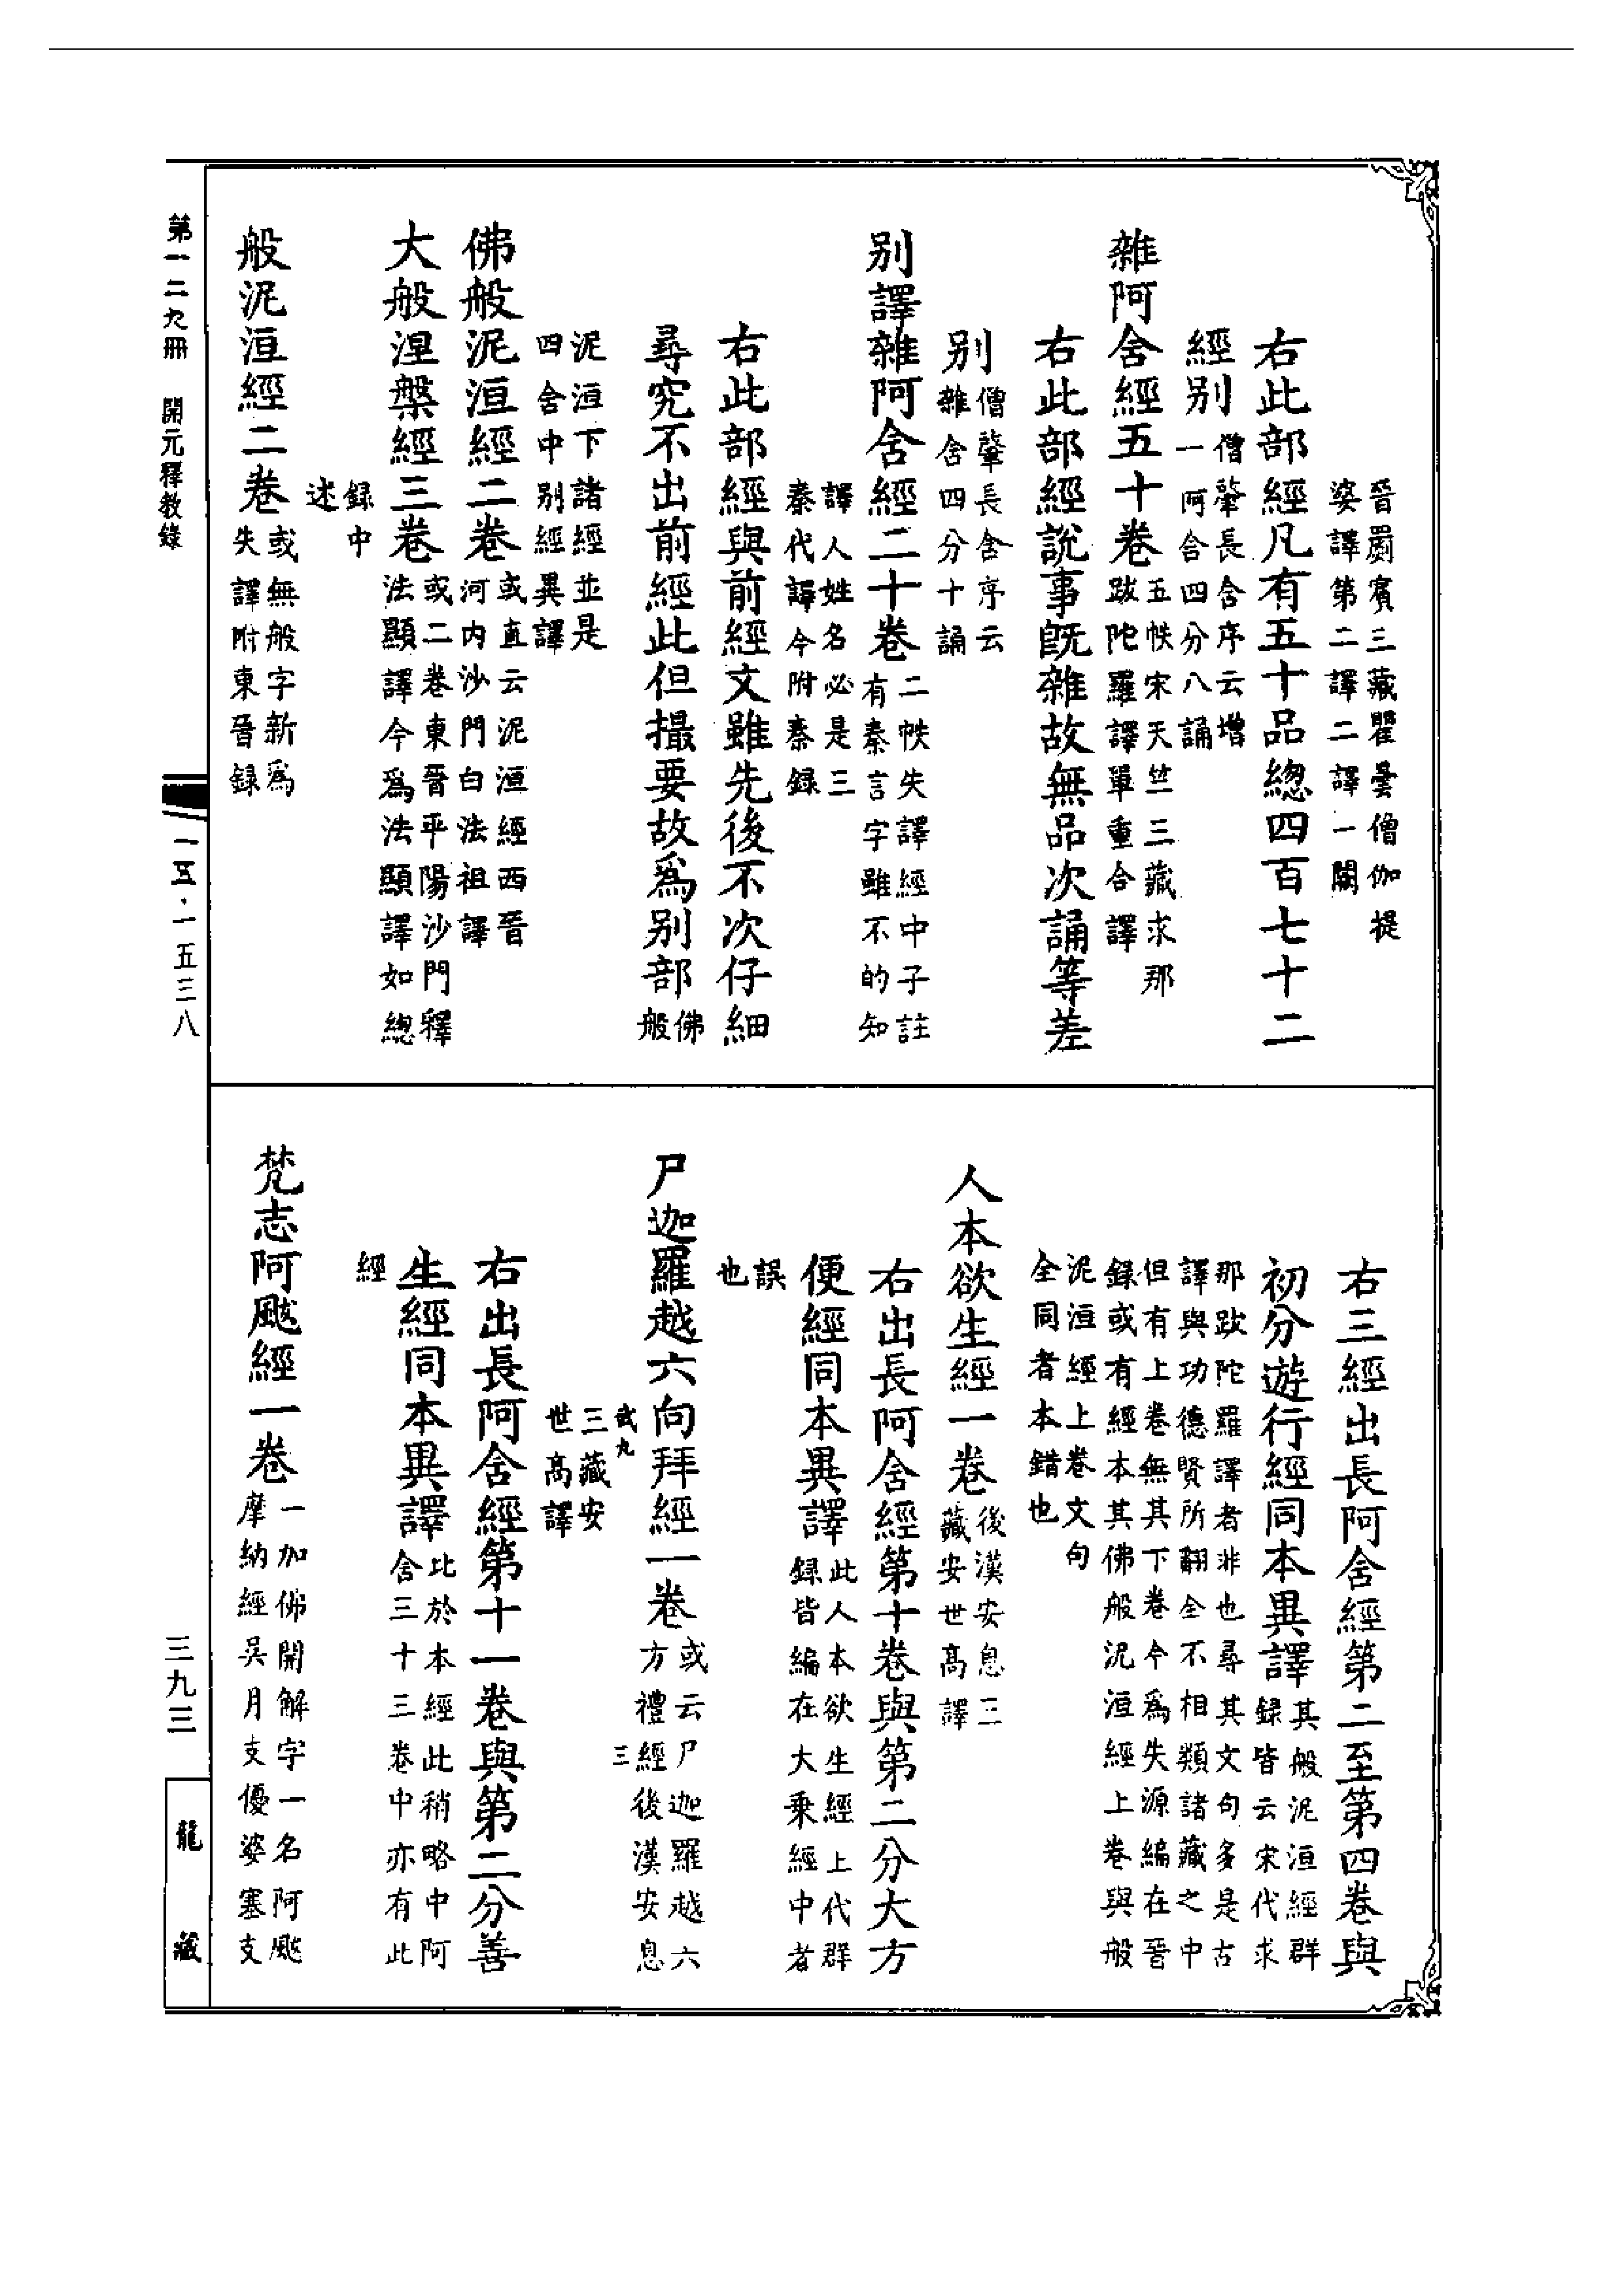 晉罽賓三藏瞿曇僧伽提
婆譯第二譯二譯一闕
右此部經凡有五十品總四百七十二
經別僧肇長含序云增
一阿含四分八誦
雜阿含經五十卷五帙宋天竺三藏求那
跋陀羅譯單重合譯
右此部經說事既雜故無品次誦等差
別僧肇長含序云
雜含四分十誦
別譯雜阿含經二十卷二帙失譯經中子註
有秦言字雖不的知
譯人姓名必是三
秦代譯今附秦録
右此部經與前經文雖先後不次仔細
尋究不出前經此但撮要故爲別部佛
般
泥洹下諸經並是
四含中別經異譯
佛般泥洹經二卷或直云泥洹經西晉
河內沙門白法祖譯
大般涅槃經三卷或二卷東晉平陽沙門釋
法顯譯今爲法顯譯如總
録中
述
般泥洹經二卷或無般字新爲
失譯附東晉録
右三經出長阿含經第二至第四卷與
初分遊行經同本異譯其般泥洹經群
録皆云宋代求
那跋陀羅譯者非也尋其文句多是古
譯與功德賢所翻全不相類諸藏之中
但有上卷無其下卷今爲失源編在晉
録或有經本其佛般泥洹經上卷與般
泥洹經上卷文句
全同者本錯也
人本欲生經一卷後漢安息三
藏安世高譯
右出長阿含經第十卷與第二分大方
便經同本異譯此人本欲生經上代群
録皆編在大乗經中者
誤
也
尸迦羅越六向拜經一卷或云尸迦羅越六
方禮經後漢安息
三
弍九
三藏安
世高譯
右出長阿含經第十一卷與第二分善
生經同本異譯比於本經此稍略中阿
含三十三卷中亦有此
經
梵志阿颰經一卷一加佛開解字一名阿颰
摩納經吳月支優婆塞支
第一二九冊　開元釋教錄
一五·一五三八
三九三
龍藏